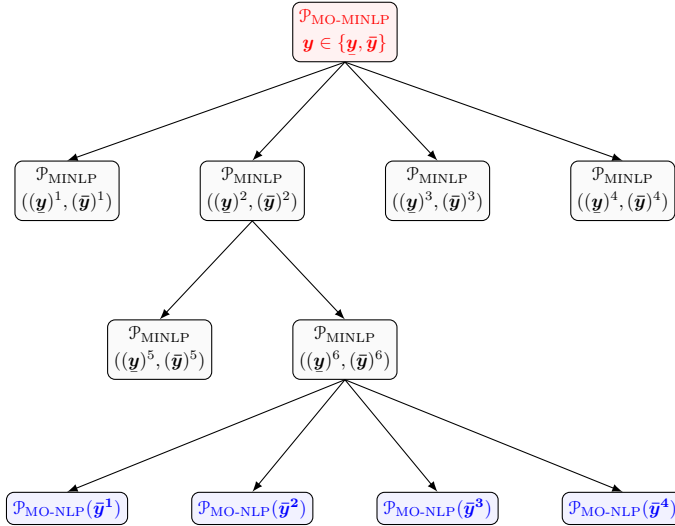 𝒫MO-MINLP
𝒚 ∈ {𝒚̲, 𝒚̄}
𝒫MINLP
((𝒚̲)¹, (𝒚̄)¹)
𝒫MINLP
((𝒚̲)², (𝒚̄)²)
𝒫MINLP
((𝒚̲)³, (𝒚̄)³)
𝒫MINLP
((𝒚̲)⁴, (𝒚̄)⁴)
𝒫MINLP
((𝒚̲)⁵, (𝒚̄)⁵)
𝒫MINLP
((𝒚̲)⁶, (𝒚̄)⁶)
𝒫MO-NLP(𝒚̄¹)
𝒫MO-NLP(𝒚̄²)
𝒫MO-NLP(𝒚̄³)
𝒫MO-NLP(𝒚̄⁴)